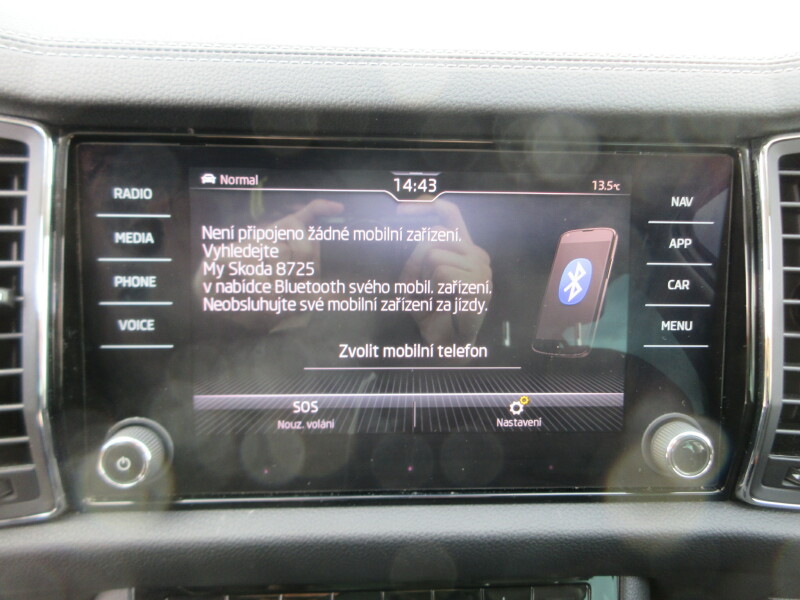 Normal
14:43
13.5°C
RADIO
MEDIA
PHONE
VOICE
NAV
APP
CAR
MENU
Není připojeno žádné mobilní zařízení.
Vyhledejte
My Skoda 8725
v nabídce Bluetooth svého mobil. zařízení.
Neobsluhujte své mobilní zařízení za jízdy.
Zvolit mobilní telefon
SOS
Nouz. volání
Nastavení